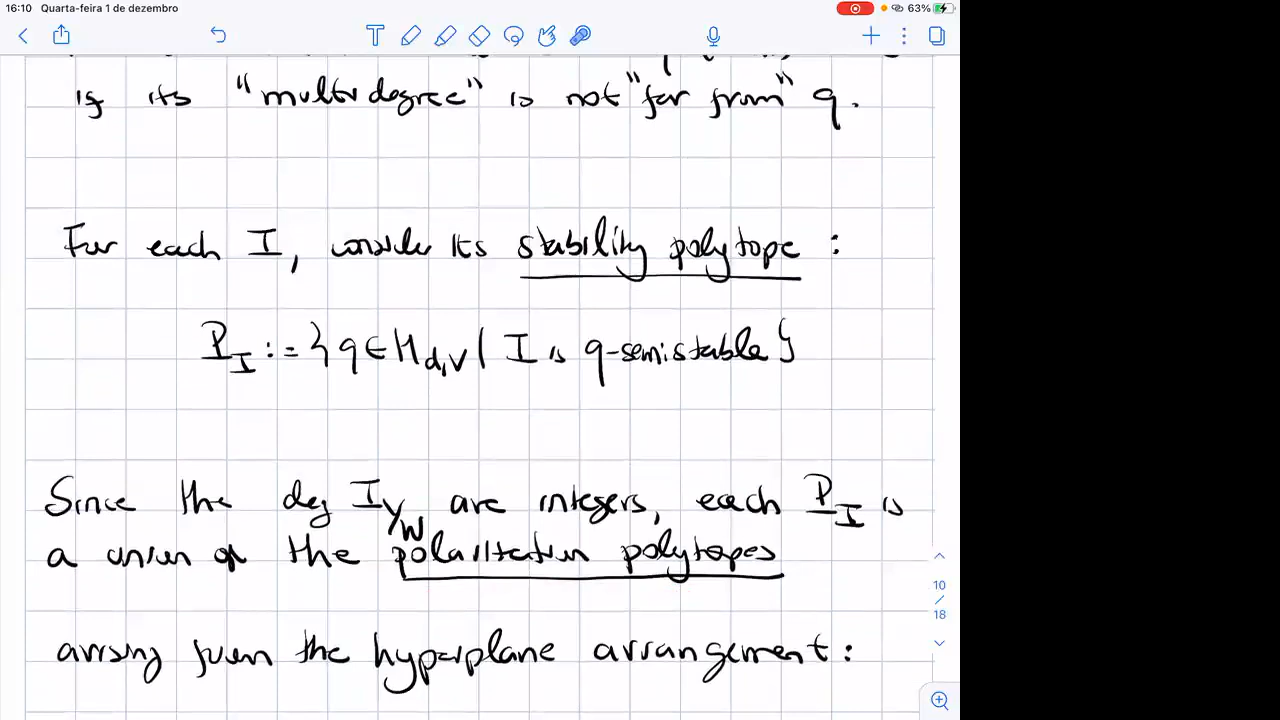 16:10 Quarta-feira 1 de dezembro 63%
if its "multidegree" is not "far from" q.
For each I, consider its stability polytope :
P_I := { q ∈ H_{d,V} | I is q-semistable }
Since the deg I_{Y_W} are integers, each P_I is
a union of the polarization polytopes
arising from the hyperplane arrangement :
10
/
18